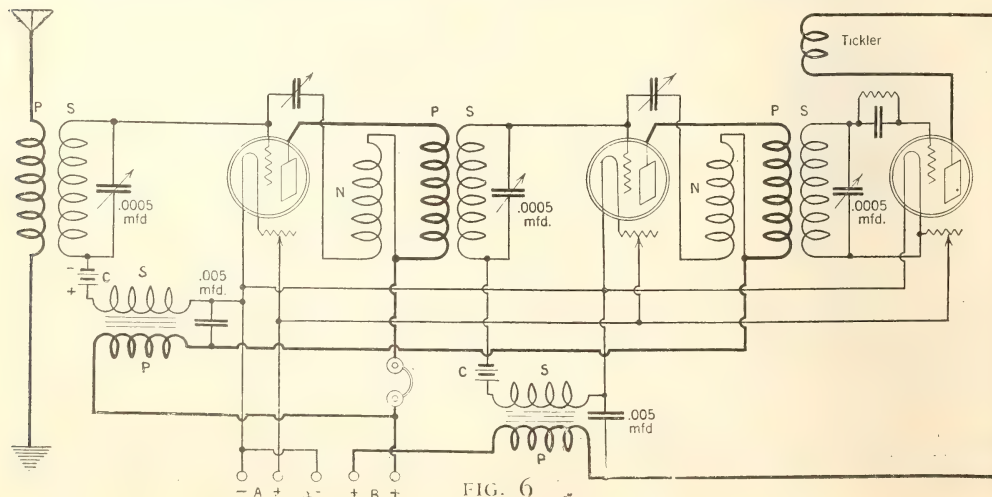 Tickler
P S
P S
P S
N
N
.0005
mfd.
.0005
mfd.
.0005
mfd.
- C
+
S
.005
mfd.
P
C S
.005
mfd
P
- A + - + B +
FIG. 6